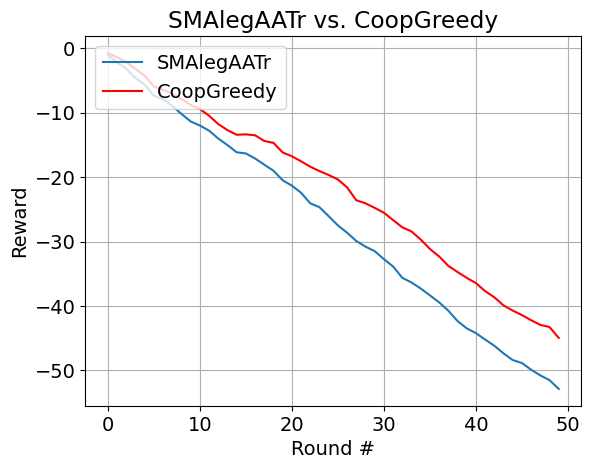 SMAlegAATr vs. CoopGreedy
SMAlegAATr
CoopGreedy
0
−10
−20
−30
−40
−50
Reward
0 10 20 30 40 50
Round #